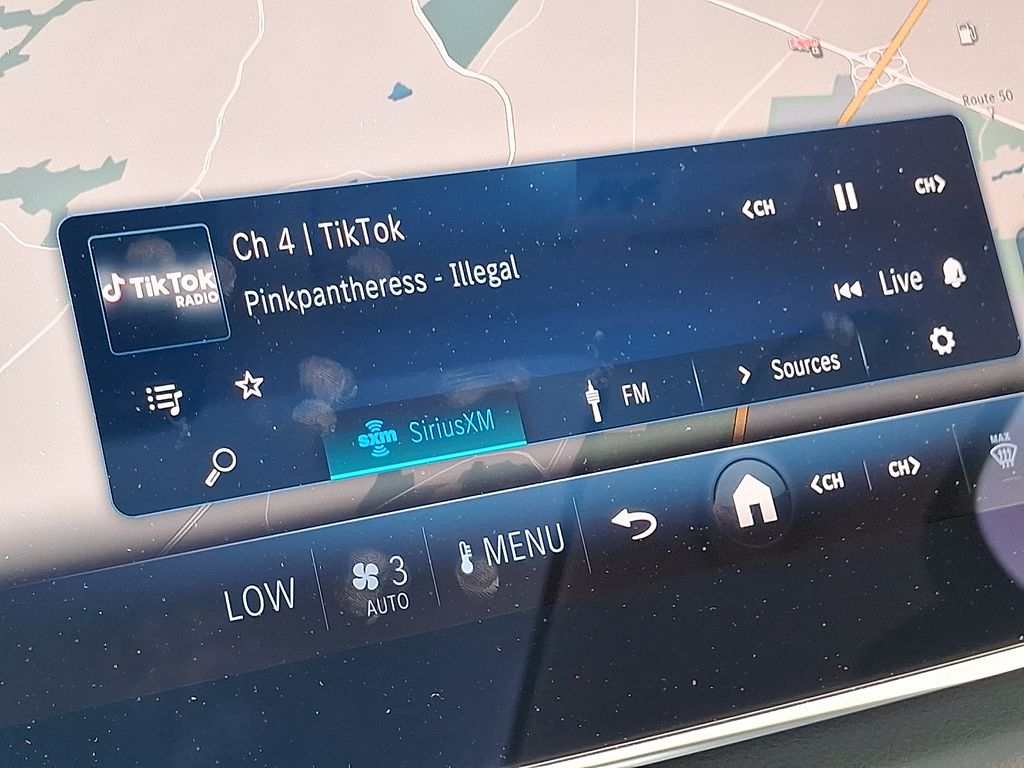 Route 50
Ch 4 | TikTok
<CH
CH>
TikTok
RADIO
Pinkpantheress - Illegal
Live
sxm SiriusXM
FM
> Sources
<CH
CH>
MAX
LOW
3
AUTO
MENU